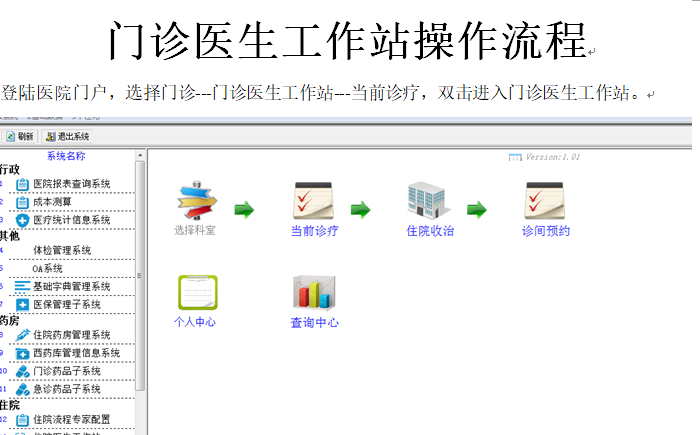 门诊医生工作站操作流程
登陆医院门户，选择门诊---门诊医生工作站---当前诊疗，双击进入门诊医生工作站。
刷新 退出系统
系统名称
Version:1.01
行政
1 医院报表查询系统
2 成本测算
3 医疗统计信息系统
其他
4 体检管理系统
5 OA系统
6 基础字典管理系统
7 医保管理子系统
药房
8 住院药房管理系统
9 西药库管理信息系统
10 门诊药品子系统
11 急诊药品子系统
住院
12 住院流程专家配置
选择科室 当前诊疗 住院收治 诊间预约
个人中心 查询中心